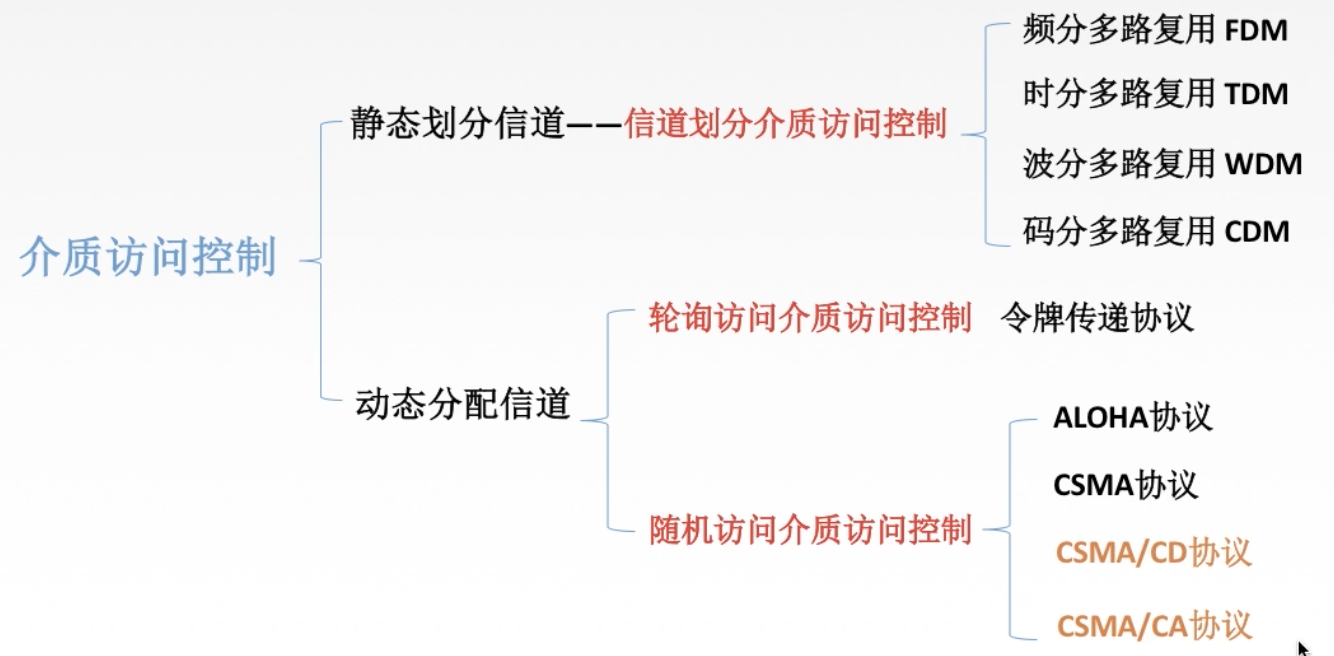 介质访问控制
静态划分信道——信道划分介质访问控制
频分多路复用 FDM
时分多路复用 TDM
波分多路复用 WDM
码分多路复用 CDM
动态分配信道
轮询访问介质访问控制 令牌传递协议
随机访问介质访问控制
ALOHA协议
CSMA协议
CSMA/CD协议
CSMA/CA协议